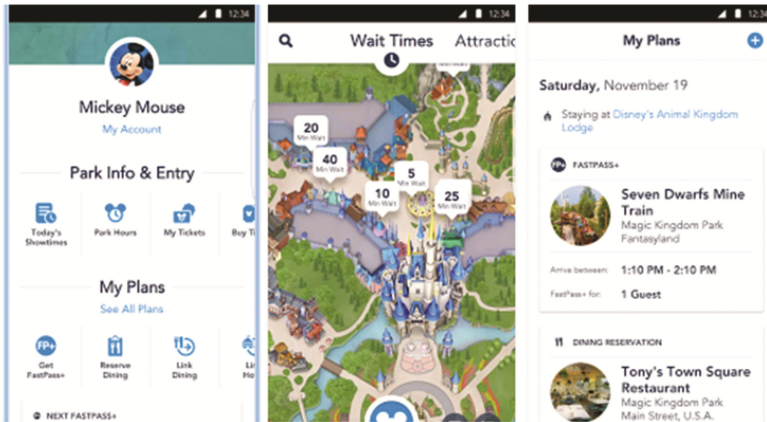 12:34
Mickey Mouse
My Account
Park Info & Entry
Today's
Showtimes
Park Hours
My Tickets
Buy Ti
My Plans
See All Plans
FP+
Get
FastPass+
Reserve
Dining
Link
Dining
Li
Ho
NEXT FASTPASS+
12:34
Wait Times
Attractio
Min Wait
20
Min Wait
40
Min Wait
5
Min Wait
10
Min Wait
25
Min Wait
12:34
My Plans
Saturday, November 19
Staying at Disney's Animal Kingdom
Lodge
FP+ FASTPASS+
Seven Dwarfs Mine
Train
Magic Kingdom Park
Fantasyland
Arrive between: 1:10 PM - 2:10 PM
FastPass+ for: 1 Guest
DINING RESERVATION
Tony's Town Square
Restaurant
Magic Kingdom Park
Main Street, U.S.A.